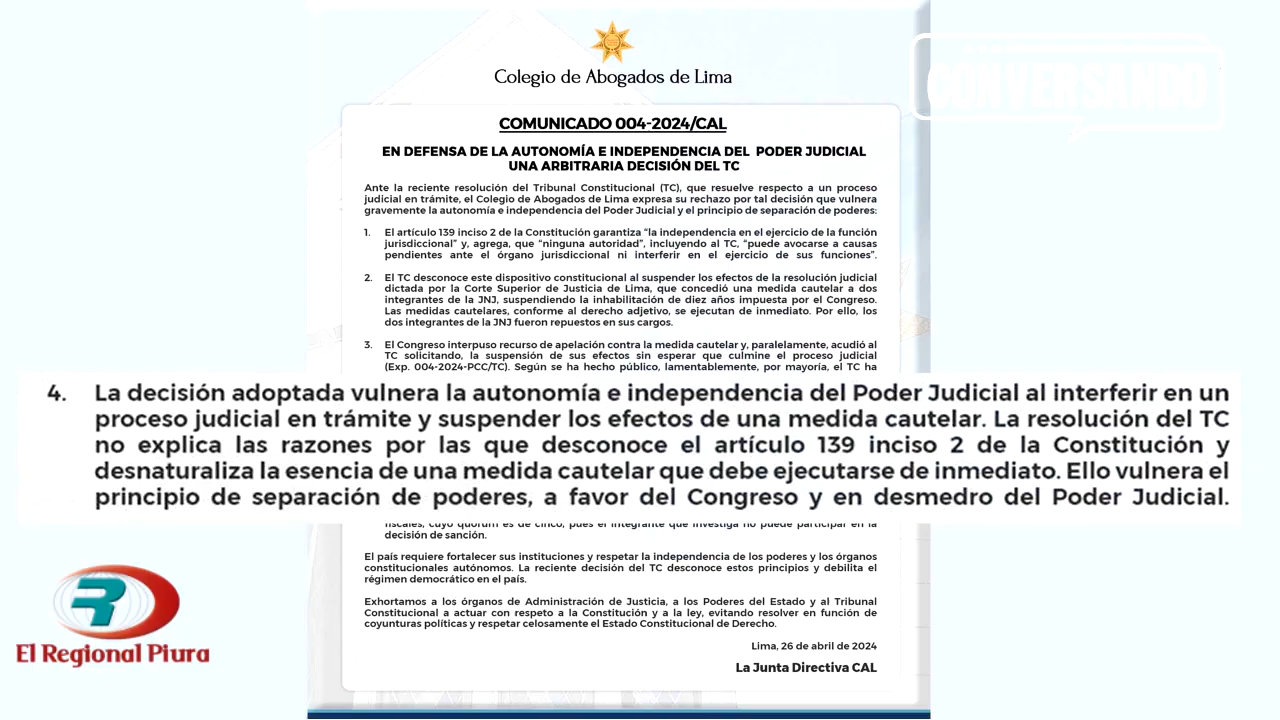 Colegio de Abogados de Lima
CONVERSANDO
COMUNICADO 004-2024/CAL
EN DEFENSA DE LA AUTONOMÍA E INDEPENDENCIA DEL PODER JUDICIAL
UNA ARBITRARIA DECISIÓN DEL TC
Ante la reciente resolución del Tribunal Constitucional (TC), que resuelve respecto a un proceso
judicial en trámite, el Colegio de Abogados de Lima expresa su rechazo por tal decisión que vulnera
gravemente la autonomía e independencia del Poder Judicial y el principio de separación de poderes:
1. El artículo 139 inciso 2 de la Constitución garantiza “la independencia en el ejercicio de la función
jurisdiccional” y, agrega, que “ninguna autoridad”, incluyendo al TC, “puede avocarse a causas
pendientes ante el órgano jurisdiccional ni interferir en el ejercicio de sus funciones”.
2. El TC desconoce este dispositivo constitucional al suspender los efectos de la resolución judicial
dictada por la Corte Superior de Justicia de Lima, que concedió una medida cautelar a dos
integrantes de la JNJ, suspendiendo la inhabilitación de diez años impuesta por el Congreso.
Las medidas cautelares, conforme al derecho adjetivo, se ejecutan de inmediato. Por ello, los
dos integrantes de la JNJ fueron repuestos en sus cargos.
3. El Congreso interpuso recurso de apelación contra la medida cautelar y, paralelamente, acudió al
TC solicitando, la suspensión de sus efectos sin esperar que culmine el proceso judicial
(Exp. 004-2024-PCC/TC). Según se ha hecho público, lamentablemente, por mayoría, el TC ha
4. La decisión adoptada vulnera la autonomía e independencia del Poder Judicial al interferir en un
proceso judicial en trámite y suspender los efectos de una medida cautelar. La resolución del TC
no explica las razones por las que desconoce el artículo 139 inciso 2 de la Constitución y
desnaturaliza la esencia de una medida cautelar que debe ejecutarse de inmediato. Ello vulnera el
principio de separación de poderes, a favor del Congreso y en desmedro del Poder Judicial.
fiscales, cuyo quórum es de cinco, pues el integrante que investiga no puede participar en la
decisión de sanción.
El país requiere fortalecer sus instituciones y respetar la independencia de los poderes y los órganos
constitucionales autónomos. La reciente decisión del TC desconoce estos principios y debilita el
régimen democrático en el país.
Exhortamos a los órganos de Administración de Justicia, a los Poderes del Estado y al Tribunal
Constitucional a actuar con respeto a la Constitución y a la ley, evitando resolver en función de
coyunturas políticas y respetar celosamente el Estado Constitucional de Derecho.
Lima, 26 de abril de 2024
La Junta Directiva CAL
R
El Regional Piura